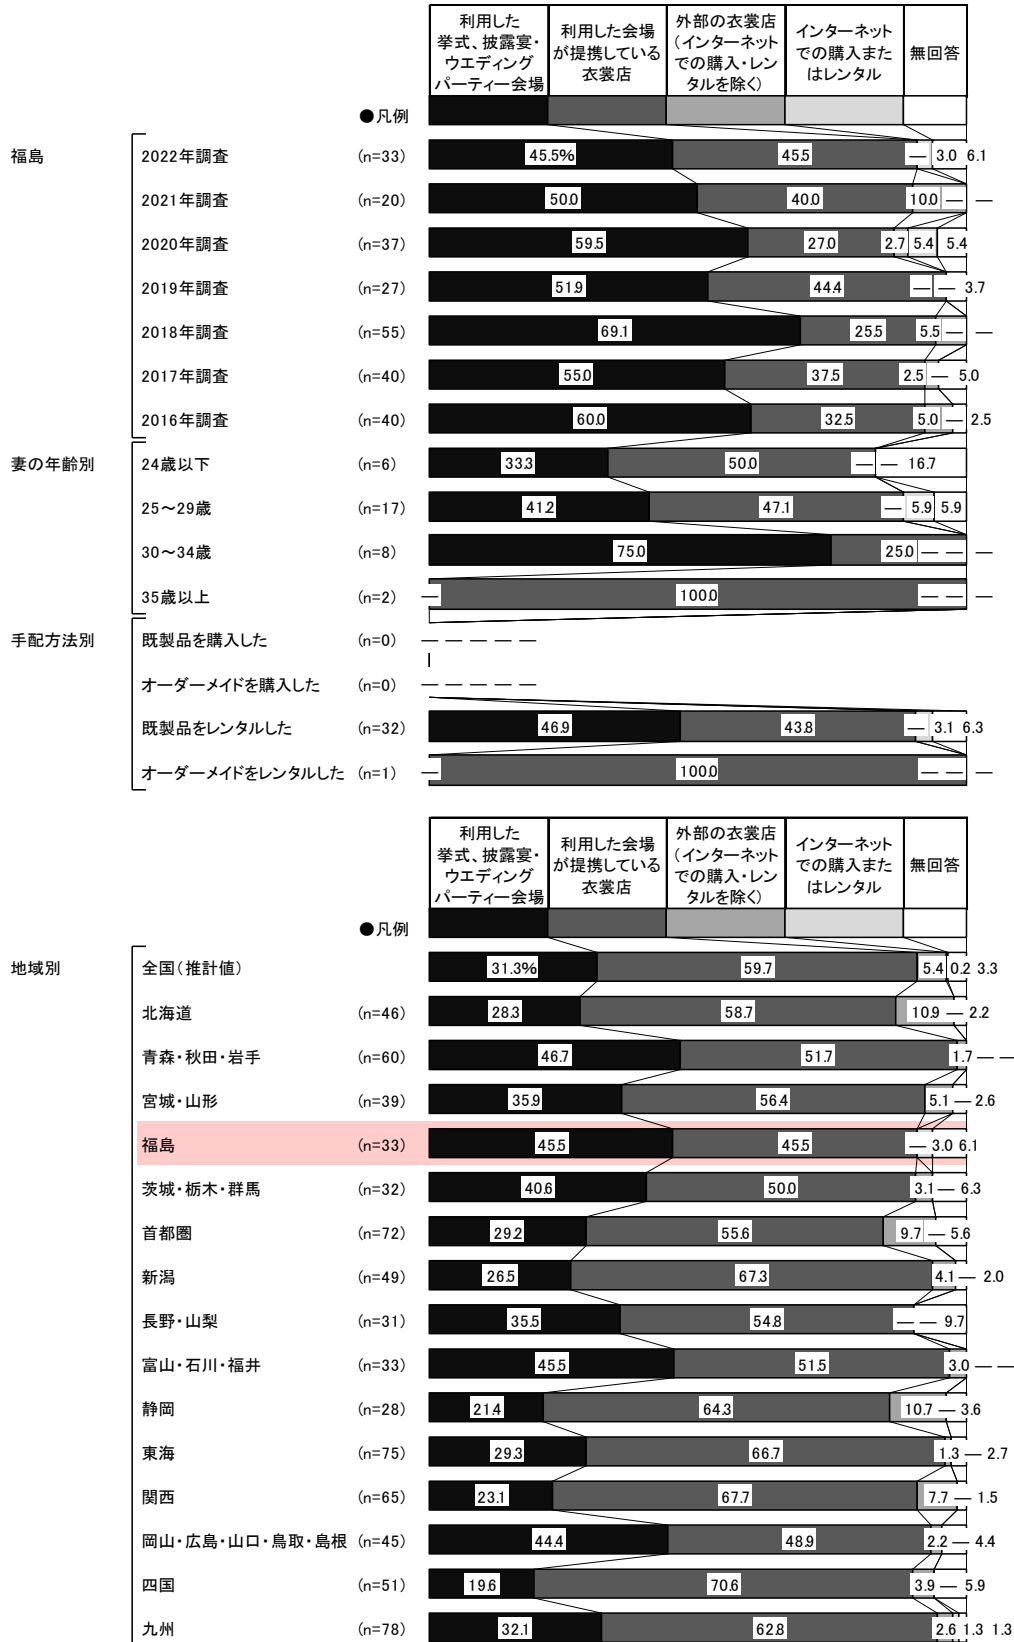 利用した
挙式、披露宴・
ウエディング
パーティー会場
利用した会場
が提携している
衣裳店
外部の衣裳店
（インターネット
での購入・レン
タルを除く）
インターネット
での購入また
はレンタル
無回答
●凡例
福島
2022年調査 (n=33) 45.5% 45.5 — 3.0 6.1
2021年調査 (n=20) 50.0 40.0 10.0 — —
2020年調査 (n=37) 59.5 27.0 2.7 5.4 5.4
2019年調査 (n=27) 51.9 44.4 — — 3.7
2018年調査 (n=55) 69.1 25.5 5.5 — —
2017年調査 (n=40) 55.0 37.5 2.5 — 5.0
2016年調査 (n=40) 60.0 32.5 5.0 — 2.5
妻の年齢別
24歳以下 (n=6) 33.3 50.0 — — 16.7
25～29歳 (n=17) 41.2 47.1 — 5.9 5.9
30～34歳 (n=8) 75.0 25.0 — — —
35歳以上 (n=2) — 100.0 — — —
手配方法別
既製品を購入した (n=0) — — — — —
オーダーメイドを購入した (n=0) — — — — —
既製品をレンタルした (n=32) 46.9 43.8 — 3.1 6.3
オーダーメイドをレンタルした (n=1) — 100.0 — — —
利用した
挙式、披露宴・
ウエディング
パーティー会場
利用した会場
が提携している
衣裳店
外部の衣裳店
（インターネット
での購入・レン
タルを除く）
インターネット
での購入また
はレンタル
無回答
●凡例
地域別
全国（推計値） 31.3% 59.7 5.4 0.2 3.3
北海道 (n=46) 28.3 58.7 10.9 — 2.2
青森・秋田・岩手 (n=60) 46.7 51.7 1.7 — —
宮城・山形 (n=39) 35.9 56.4 5.1 — 2.6
福島 (n=33) 45.5 45.5 — 3.0 6.1
茨城・栃木・群馬 (n=32) 40.6 50.0 3.1 — 6.3
首都圏 (n=72) 29.2 55.6 9.7 — 5.6
新潟 (n=49) 26.5 67.3 4.1 — 2.0
長野・山梨 (n=31) 35.5 54.8 — — 9.7
富山・石川・福井 (n=33) 45.5 51.5 3.0 — —
静岡 (n=28) 21.4 64.3 10.7 — 3.6
東海 (n=75) 29.3 66.7 1.3 — 2.7
関西 (n=65) 23.1 67.7 7.7 — 1.5
岡山・広島・山口・鳥取・島根 (n=45) 44.4 48.9 2.2 — 4.4
四国 (n=51) 19.6 70.6 3.9 — 5.9
九州 (n=78) 32.1 62.8 2.6 1.3 1.3